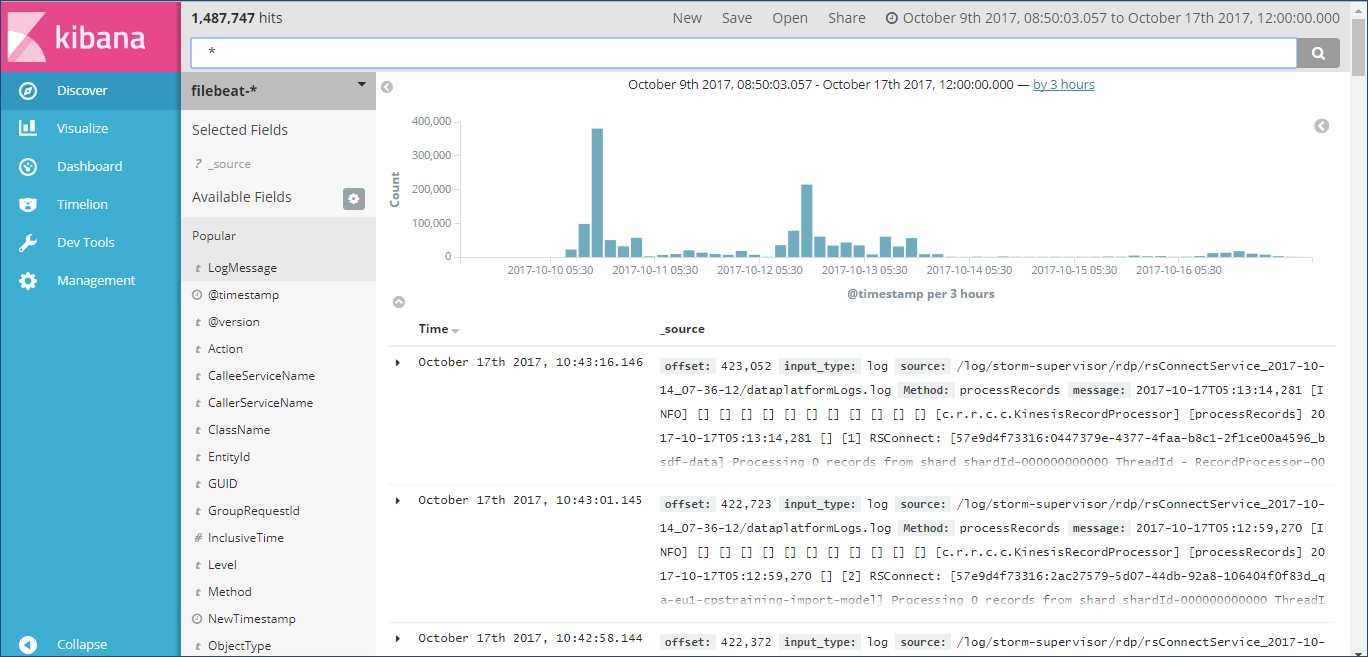 1,487,747 hits
New Save Open Share October 9th 2017, 08:50:03.057 to October 17th 2017, 12:00:00.000
kibana
*
Discover
Visualize
Dashboard
Timelion
Dev Tools
Management
Collapse
filebeat-*
Selected Fields
? _source
Available Fields
Popular
t LogMessage
@timestamp
t @version
t Action
t CalleeServiceName
t CallerServiceName
t ClassName
t EntityId
t GUID
t GroupRequestId
# InclusiveTime
t Level
t Method
NewTimestamp
t ObjectType
October 9th 2017, 08:50:03.057 - October 17th 2017, 12:00:00.000 — by 3 hours
400,000
300,000
200,000
100,000
0
Count
2017-10-10 05:30 2017-10-11 05:30 2017-10-12 05:30 2017-10-13 05:30 2017-10-14 05:30 2017-10-15 05:30 2017-10-16 05:30
@timestamp per 3 hours
Time _source
October 17th 2017, 10:43:16.146
offset: 423,052 input_type: log source: /log/storm-supervisor/rdp/rsConnectService_2017-10-
14_07-36-12/dataplatformLogs.log Method: processRecords message: 2017-10-17T05:13:14,281 [I
NFO] [] [] [] [] [] [] [] [] [] [] [] [c.r.r.c.c.KinesisRecordProcessor] [processRecords] 20
17-10-17T05:13:14,281 [] [1] RSConnect: [57e9d4f73316:0447379e-4377-4faa-b8c1-2f1ce00a4596_b
sdf-data] Processing 0 records from shard shardId-000000000000 ThreadId - RecordProcessor-00
October 17th 2017, 10:43:01.145
offset: 422,723 input_type: log source: /log/storm-supervisor/rdp/rsConnectService_2017-10-
14_07-36-12/dataplatformLogs.log Method: processRecords message: 2017-10-17T05:12:59,270 [I
NFO] [] [] [] [] [] [] [] [] [] [] [] [c.r.r.c.c.KinesisRecordProcessor] [processRecords] 20
17-10-17T05:12:59,270 [] [2] RSConnect: [57e9d4f73316:2ac27579-5d07-44db-92a8-106404f0f83d_q
a-eu1-cpstraining-import-model] Processing 0 records from shard shardId-000000000000 ThreadI
October 17th 2017, 10:42:58.144
offset: 422,372 input_type: log source: /log/storm-supervisor/rdp/rsConnectService_2017-10-